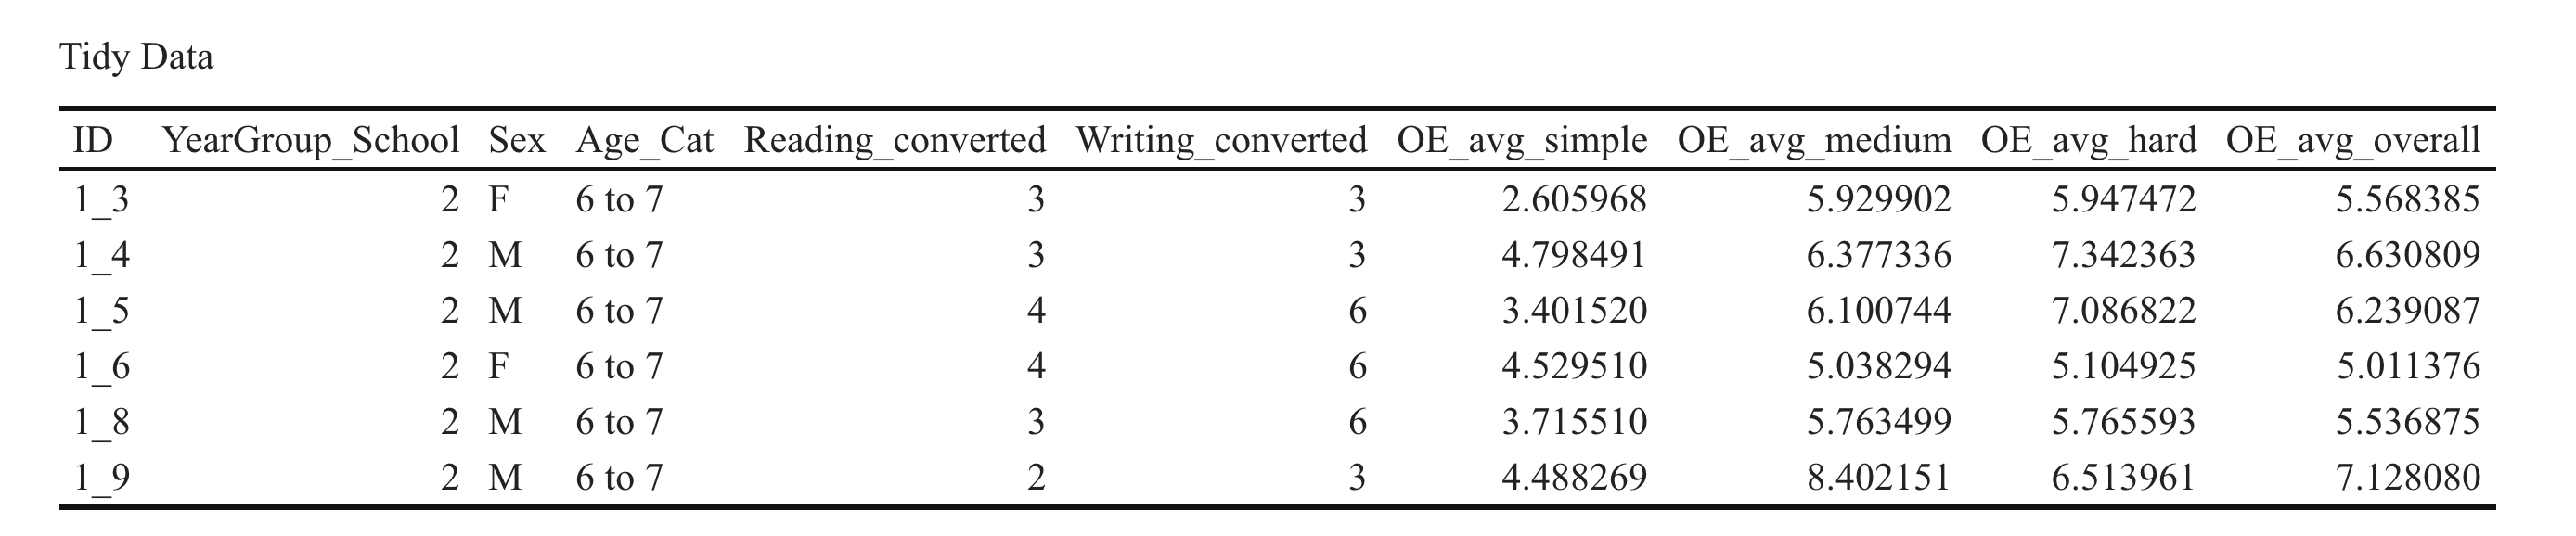 Tidy Data
ID YearGroup_School Sex Age_Cat Reading_converted Writing_converted OE_avg_simple OE_avg_medium OE_avg_hard OE_avg_overall
1_3 2 F 6 to 7 3 3 2.605968 5.929902 5.947472 5.568385
1_4 2 M 6 to 7 3 3 4.798491 6.377336 7.342363 6.630809
1_5 2 M 6 to 7 4 6 3.401520 6.100744 7.086822 6.239087
1_6 2 F 6 to 7 4 6 4.529510 5.038294 5.104925 5.011376
1_8 2 M 6 to 7 3 6 3.715510 5.763499 5.765593 5.536875
1_9 2 M 6 to 7 2 3 4.488269 8.402151 6.513961 7.128080